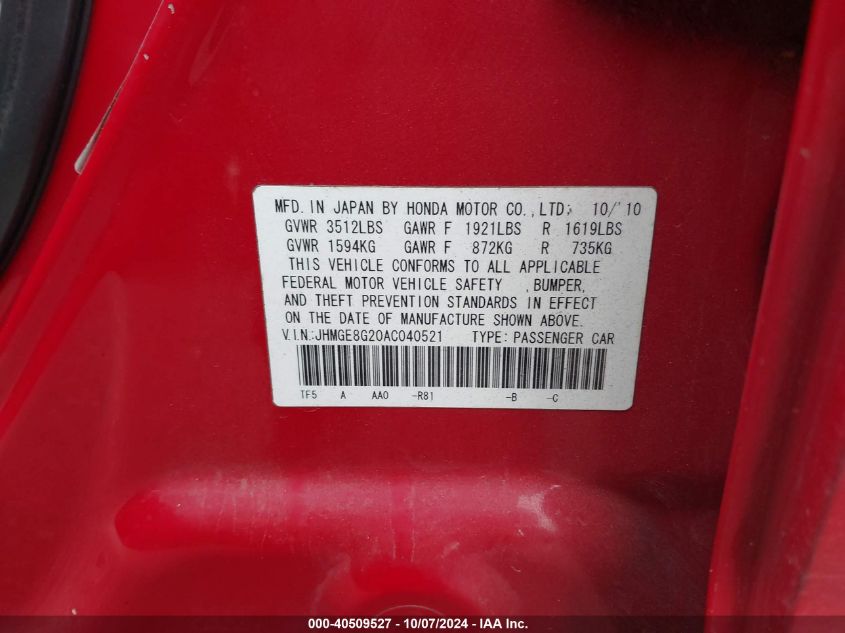 MFD. IN JAPAN BY HONDA MOTOR CO., LTD. 10/'10
GVWR 3512LBS GAWR F 1921LBS R 1619LBS
GVWR 1594KG GAWR F 872KG R 735KG
THIS VEHICLE CONFORMS TO ALL APPLICABLE
FEDERAL MOTOR VEHICLE SAFETY ,BUMPER,
AND THEFT PREVENTION STANDARDS IN EFFECT
ON THE DATE OF MANUFACTURE SHOWN ABOVE.
V.I.N:JHMGE8G20AC040521 TYPE: PASSENGER CAR
TF5 A AAO -R81 -B -C
000-40509527 - 10/07/2024 - IAA Inc.